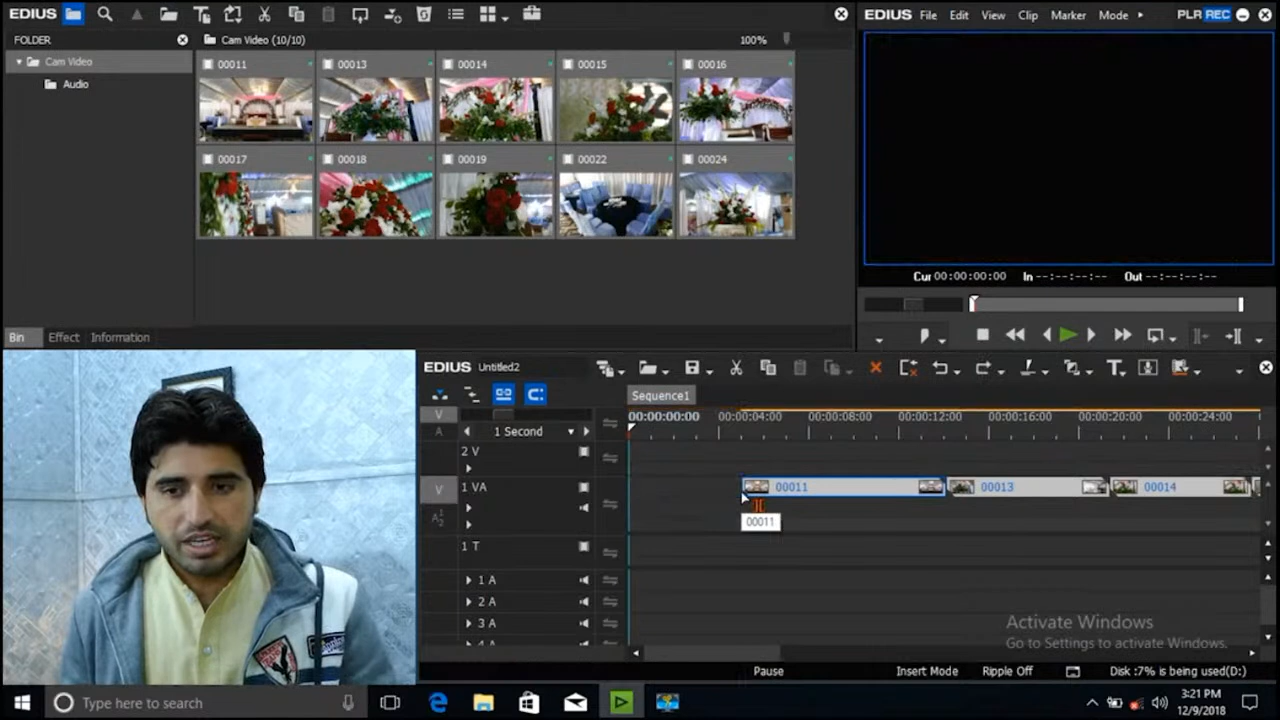 EDIUS
EDIUS File Edit View Clip Marker Mode PLR REC
FOLDER
Cam Video (10/10)
100%
Cam Video
Audio
00011 00013 00014 00015 00016
00017 00018 00019 00022 00024
Cur 00:00:00:00 In --:--:--:-- Out --:--:--:--
Bin Effect Information
EDIUS Untitled2
Sequence1
V
A
1 Second
00:00:00:00 00:00:04:00 00:00:08:00 00:00:12:00 00:00:16:00 00:00:20:00 00:00:24:00
2 V
V
1 VA
00011 00013 00014
A12
00011
1 T
1 A
2 A
3 A
4 A
Activate Windows
Go to Settings to activate Windows.
Pause Insert Mode Ripple Off Disk :7% is being used(D:)
Type here to search
3:21 PM
12/9/2018